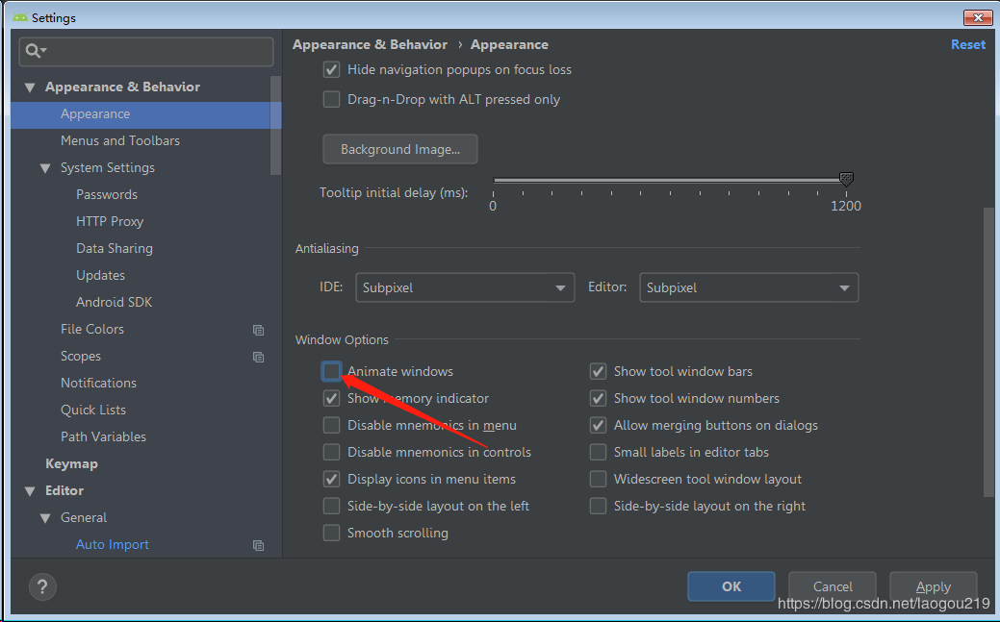 Settings
Appearance & Behavior › Appearance
Reset
Appearance & Behavior
Appearance
Menus and Toolbars
System Settings
Passwords
HTTP Proxy
Data Sharing
Updates
Android SDK
File Colors
Scopes
Notifications
Quick Lists
Path Variables
Keymap
Editor
General
Auto Import
Hide navigation popups on focus loss
Drag-n-Drop with ALT pressed only
Background Image...
Tooltip initial delay (ms):
0 1200
Antialiasing
IDE: Subpixel Editor: Subpixel
Window Options
Animate windows Show tool window bars
Show memory indicator Show tool window numbers
Disable mnemonics in menu Allow merging buttons on dialogs
Disable mnemonics in controls Small labels in editor tabs
Display icons in menu items Widescreen tool window layout
Side-by-side layout on the left Side-by-side layout on the right
Smooth scrolling
? OK Cancel Apply
https://blog.csdn.net/laogou219